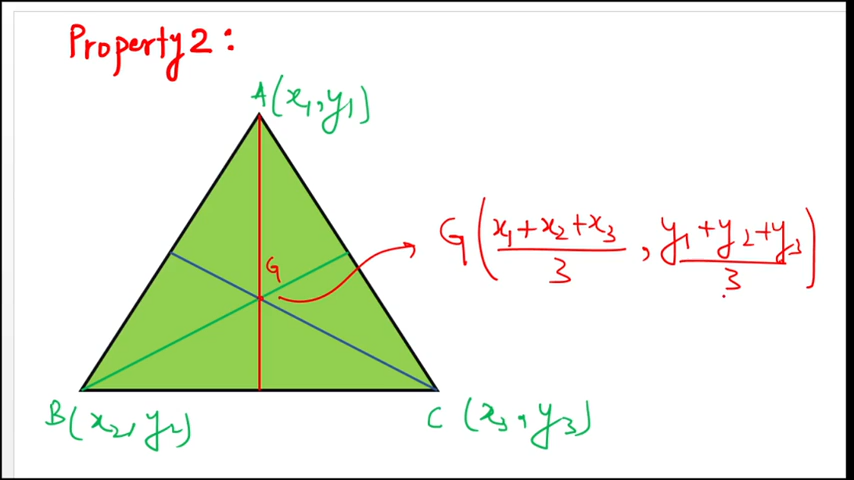 Property 2 :
A(x₁, y₁)
G
G(x₁+x₂+x₃/3, y₁+y₂+y₃/3)
B(x₂, y₂)
C (x₃, y₃)